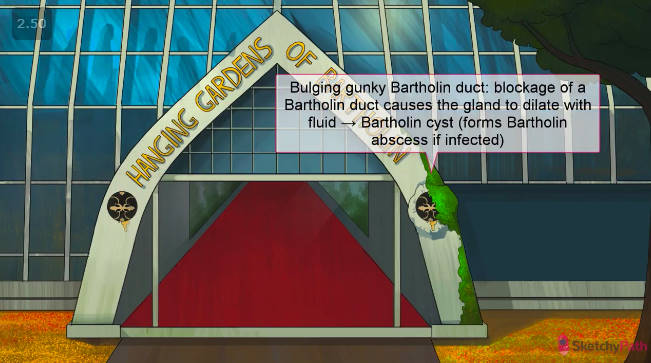 2.50
HANGING GARDENS OF
Bulging gunky Bartholin duct: blockage of a
Bartholin duct causes the gland to dilate with
fluid → Bartholin cyst (forms Bartholin
abscess if infected)
SketchyPath